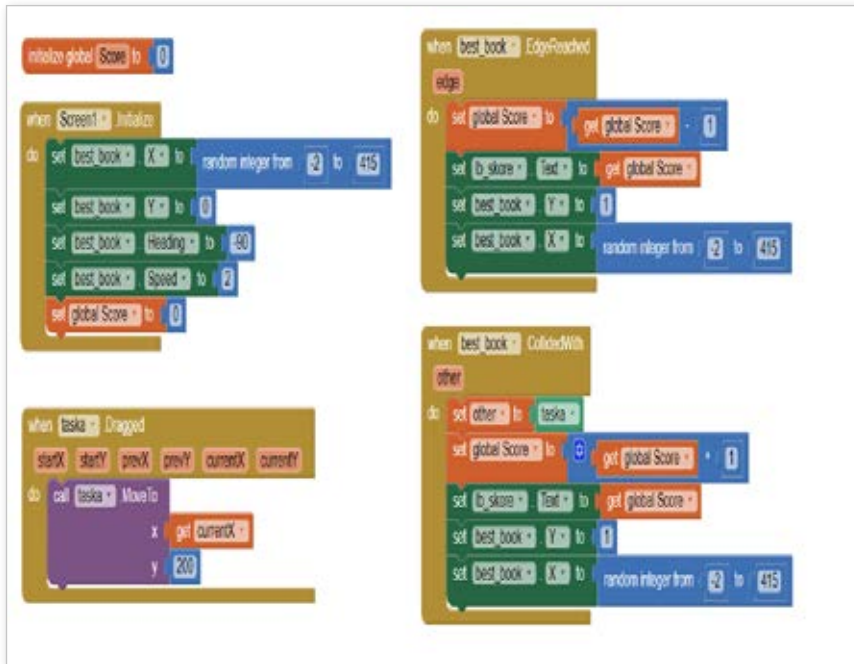 initialize global Score to 0
when Screen1 .Initialize
do set best_book . X to random integer from -2 to 415
set best_book . Y to 0
set best_book . Heading to -90
set best_book . Speed to 2
set global Score to 0
when taska .Dragged
startX startY prevX prevY currentX currentY
do call taska .MoveTo
x get currentX
y 200
when best_book .EdgeReached
edge
do set global Score to get global Score - 1
set lb_skore . Text to get global Score
set best_book . Y to 1
set best_book . X to random integer from -2 to 415
when best_book .CollidedWith
other
do set other to taska
set global Score to get global Score + 1
set lb_skore . Text to get global Score
set best_book . Y to 1
set best_book . X to random integer from -2 to 415